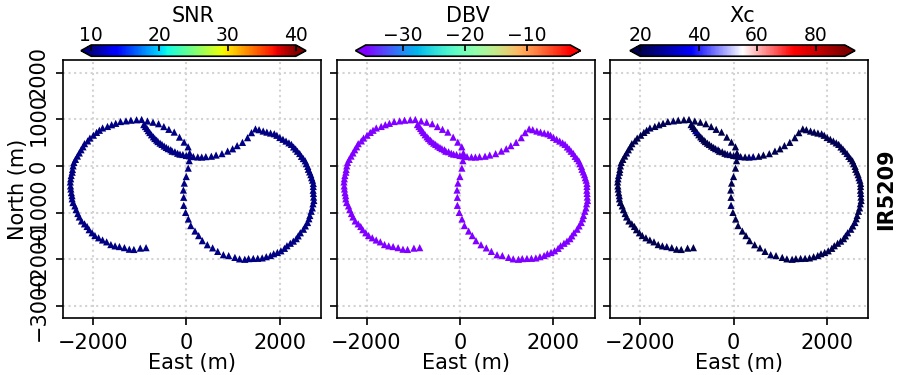 SNR DBV Xc
10 20 30 40 −30 −20 −10 20 40 60 80
North (m)
2000
1000
0
−1000
−2000
−3000
IR5209
−2000 0 2000 −2000 0 2000 −2000 0 2000
East (m) East (m) East (m)